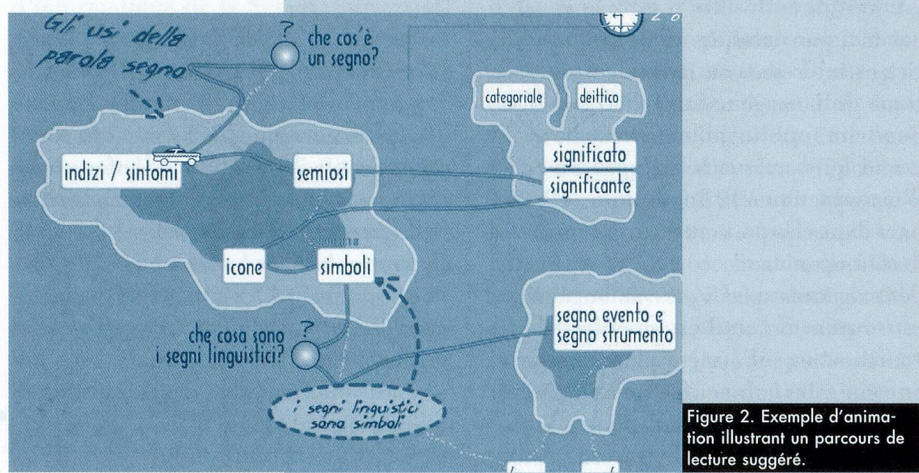 Gli usi della
parola segno
?
che cos'è
un segno?
categoriale
deittico
significato
significante
indizi / sintomi
semiosi
icone
simboli
?
che cosa sono
i segni linguistici?
segno evento e
segno strumento
i segni linguistici
sono simboli
Figure 2. Exemple d'anima-
tion illustrant un parcours de
lecture suggéré.